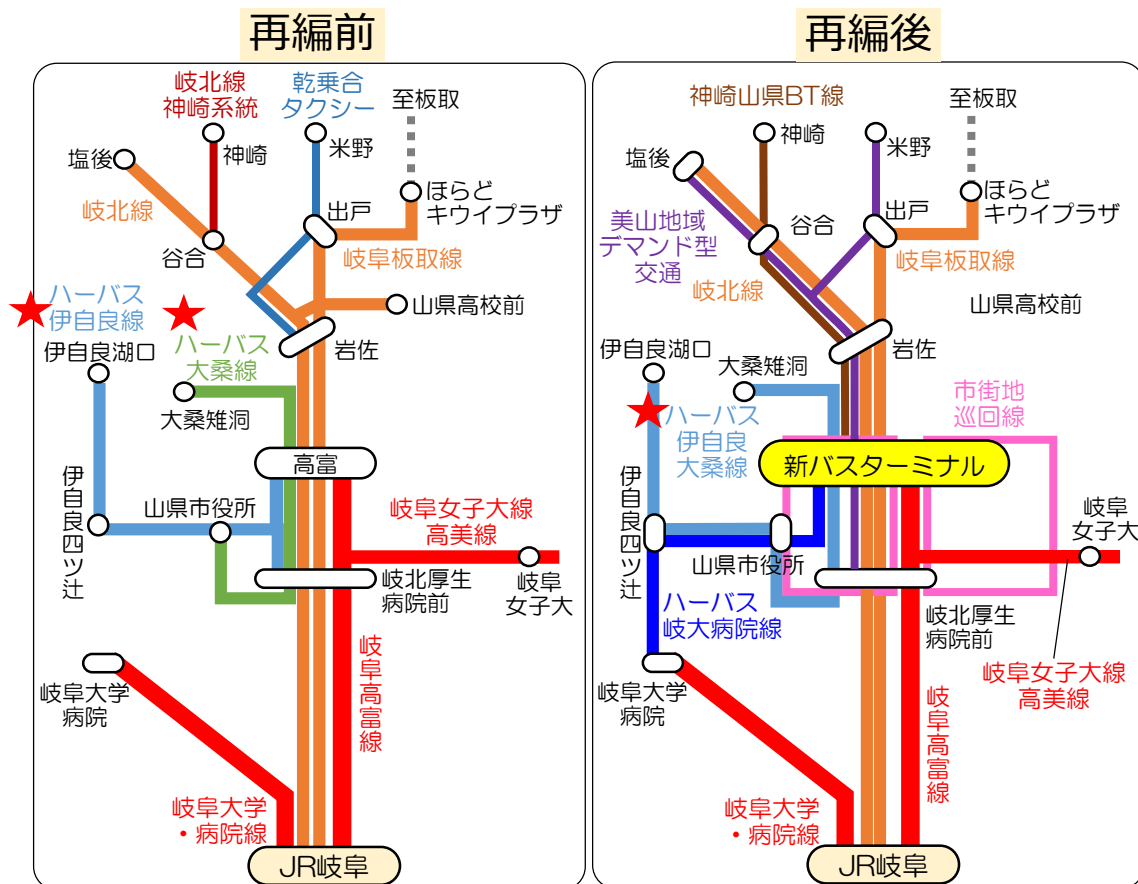 再編前
岐北線
神崎系統
乾乗合
タクシー
至板取
神崎
米野
塩後
ほらど
キウイプラザ
出戸
岐北線
谷合
岐阜板取線
ハーバス
伊自良線
山県高校前
伊自良湖口
ハーバス
大桑線
岩佐
大桑雉洞
高富
伊自良四ツ辻
山県市役所
岐阜女子大線
高美線
岐北厚生
病院前
岐阜
女子大
岐阜大学
病院
岐阜高富線
岐阜大学
・病院線
JR岐阜
再編後
神崎山県BT線
至板取
神崎
米野
塩後
ほらど
キウイプラザ
谷合
出戸
美山地域
デマンド型
交通
岐阜板取線
岐北線
山県高校前
伊自良湖口
岩佐
大桑雉洞
市街地
巡回線
ハーバス
伊自良
大桑線
新バスターミナル
伊自良四ツ辻
岐阜
女子大
山県市役所
ハーバス
岐大病院線
岐北厚生
病院前
岐阜大学
病院
岐阜女子大線
高美線
岐阜高富線
岐阜大学
・病院線
JR岐阜